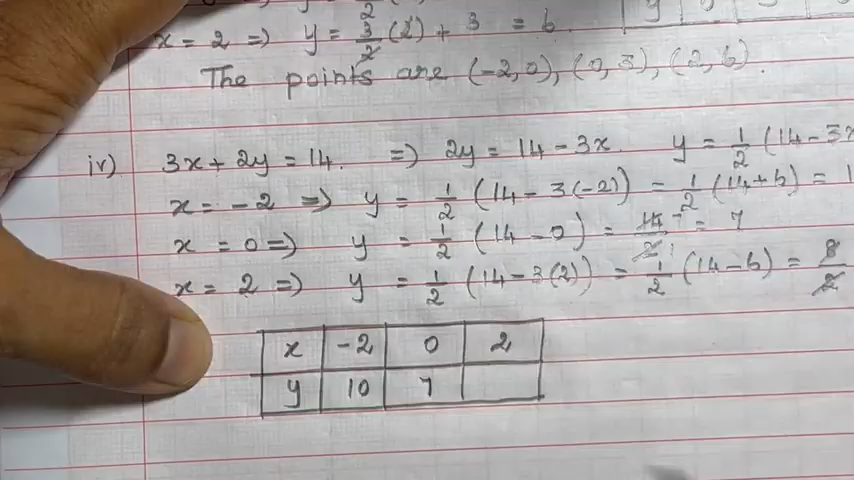 x = 2 => y = 3/2 (2) + 3 = 6
The points are (-2,0), (0,3), (2,6).
iv) 3x + 2y = 14. => 2y = 14 - 3x. y = 1/2 (14 - 3x
x = -2 => y = 1/2 (14 - 3(-2)) = 1/2 (14+6) = 1
x = 0 => y = 1/2 (14 - 0) = 14/2 7 1 = 7
x = 2 => y = 1/2 (14 - 3(2)) = 1/2 (14 - 6) = 8/2
x -2 0 2
y 10 7